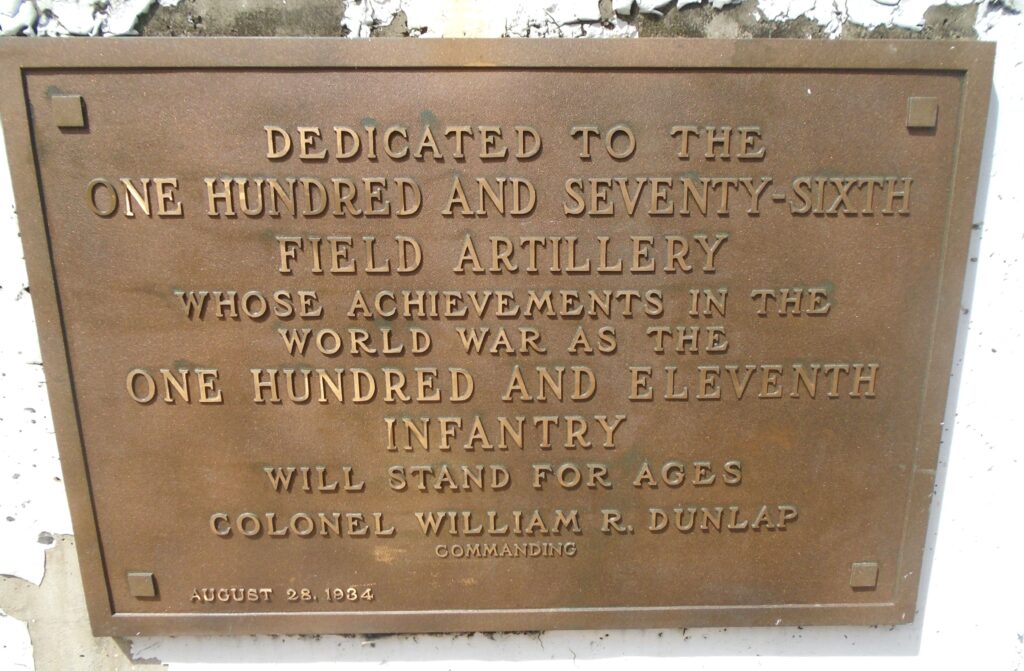 DEDICATED TO THE
ONE HUNDRED AND SEVENTY-SIXTH
FIELD ARTILLERY
WHOSE ACHIEVEMENTS IN THE
WORLD WAR AS THE
ONE HUNDRED AND ELEVENTH
INFANTRY
WILL STAND FOR AGES
COLONEL WILLIAM R. DUNLAP
COMMANDING
AUGUST 28, 1934